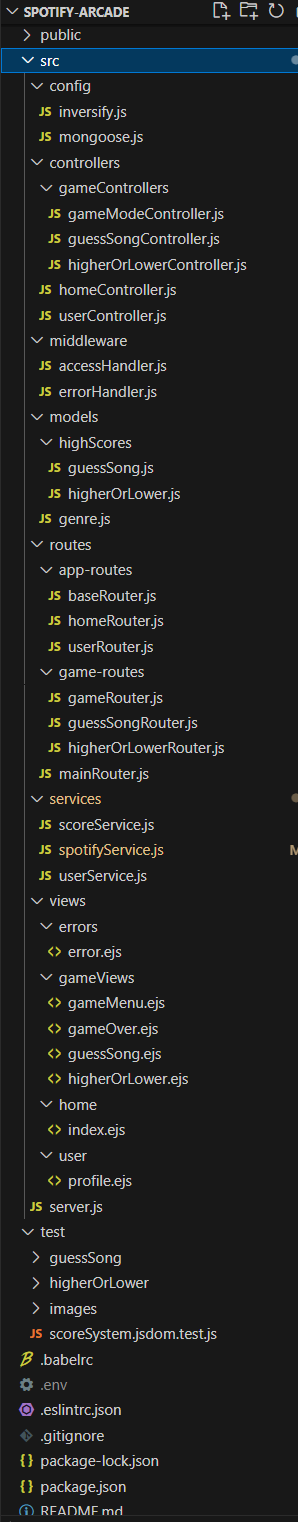 SPOTIFY-ARCADE
public
src
config
JS inversify.js
JS mongoose.js
controllers
gameControllers
JS gameModeController.js
JS guessSongController.js
JS higherOrLowerController.js
JS homeController.js
JS userController.js
middleware
JS accessHandler.js
JS errorHandler.js
models
highScores
JS guessSong.js
JS higherOrLower.js
JS genre.js
routes
app-routes
JS baseRouter.js
JS homeRouter.js
JS userRouter.js
game-routes
JS gameRouter.js
JS guessSongRouter.js
JS higherOrLowerRouter.js
JS mainRouter.js
services
JS scoreService.js
JS spotifyService.js M
JS userService.js
views
errors
<> error.ejs
gameViews
<> gameMenu.ejs
<> gameOver.ejs
<> guessSong.ejs
<> higherOrLower.ejs
home
<> index.ejs
user
<> profile.ejs
JS server.js
test
guessSong
higherOrLower
images
JS scoreSystem.jsdom.test.js
.babelrc
.env
.eslintrc.json
.gitignore
{} package-lock.json
{} package.json
README.md